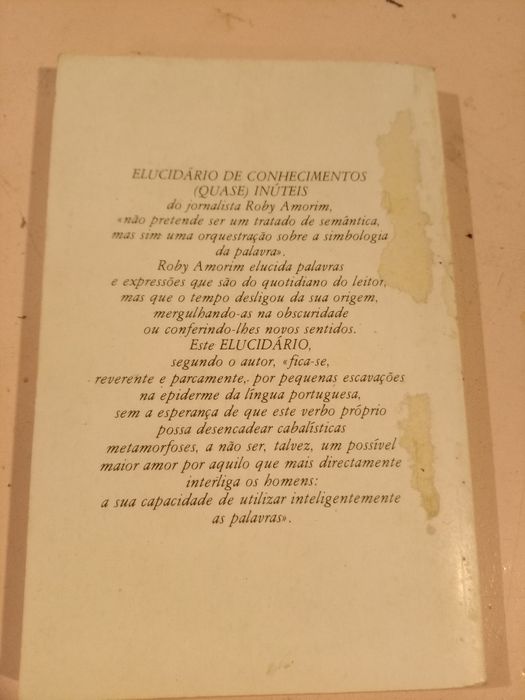 ELUCIDÁRIO DE CONHECIMENTOS
(QUASE) INÚTEIS
do jornalista Roby Amorim,
«não pretende ser um tratado de semântica,
mas sim uma orquestração sobre a simbologia
da palavra».
Roby Amorim elucida palavras
e expressões que são do quotidiano do leitor,
mas que o tempo desligou da sua origem,
mergulhando-as na obscuridade
ou conferindo-lhes novos sentidos.
Este ELUCIDÁRIO,
segundo o autor, «fica-se,
reverente e parcamente, por pequenas escavações
na epiderme da língua portuguesa,
sem a esperança de que este verbo próprio
possa desencadear cabalísticas
metamorfoses, a não ser, talvez, um possível
maior amor por aquilo que mais directamente
interliga os homens:
a sua capacidade de utilizar inteligentemente
as palavras».